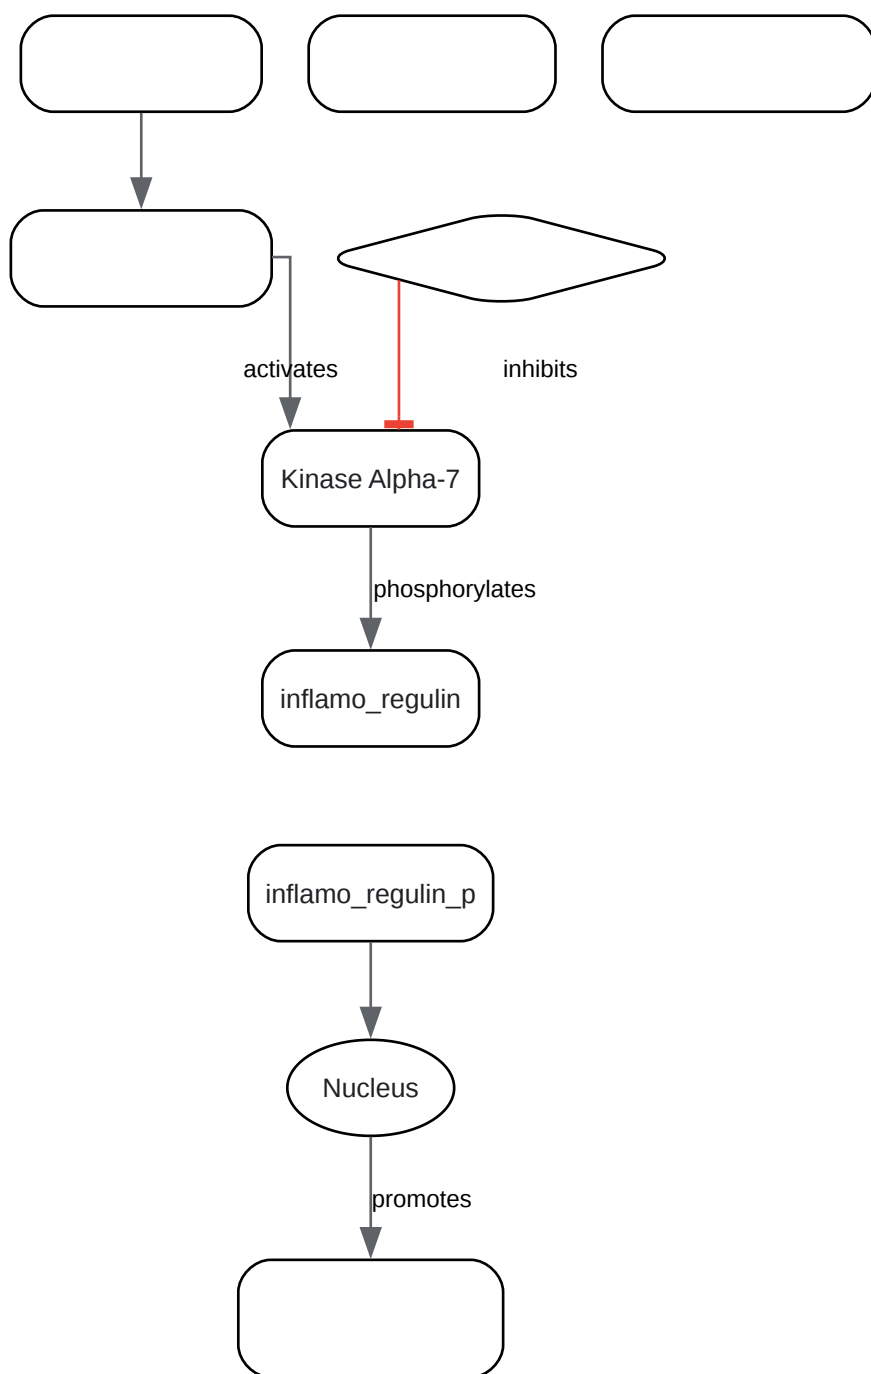 activates
inhibits
Kinase Alpha-7
phosphorylates
inflamo_regulin
inflamo_regulin_p
Nucleus
promotes